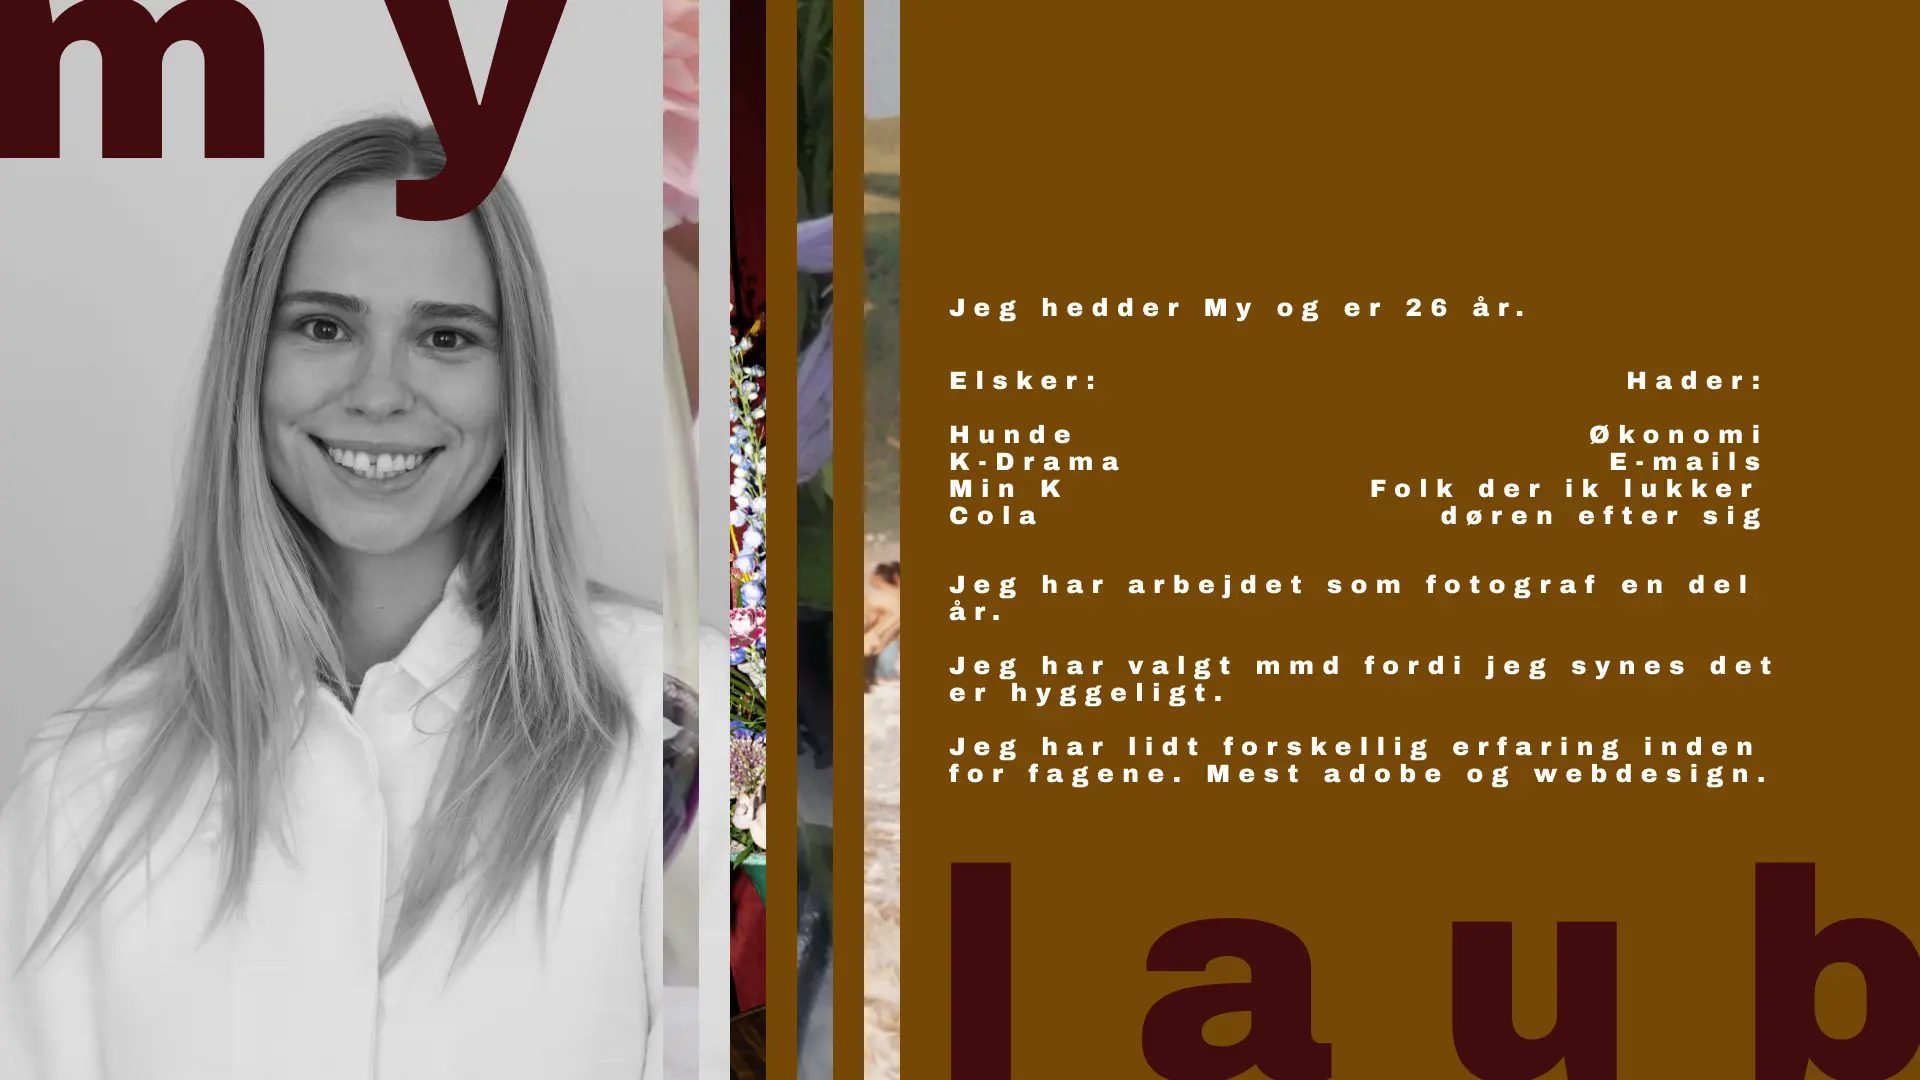 my
Jeg hedder My og er 26 år.
Elsker:
Hunde
K-Drama
Min K
Cola
Hader:
Økonomi
E-mails
Folk der ik lukker
døren efter sig
Jeg har arbejdet som fotograf en del
år.
Jeg har valgt mmd fordi jeg synes det
er hyggeligt.
Jeg har lidt forskellig erfaring inden
for fagene. Mest adobe og webdesign.
laub